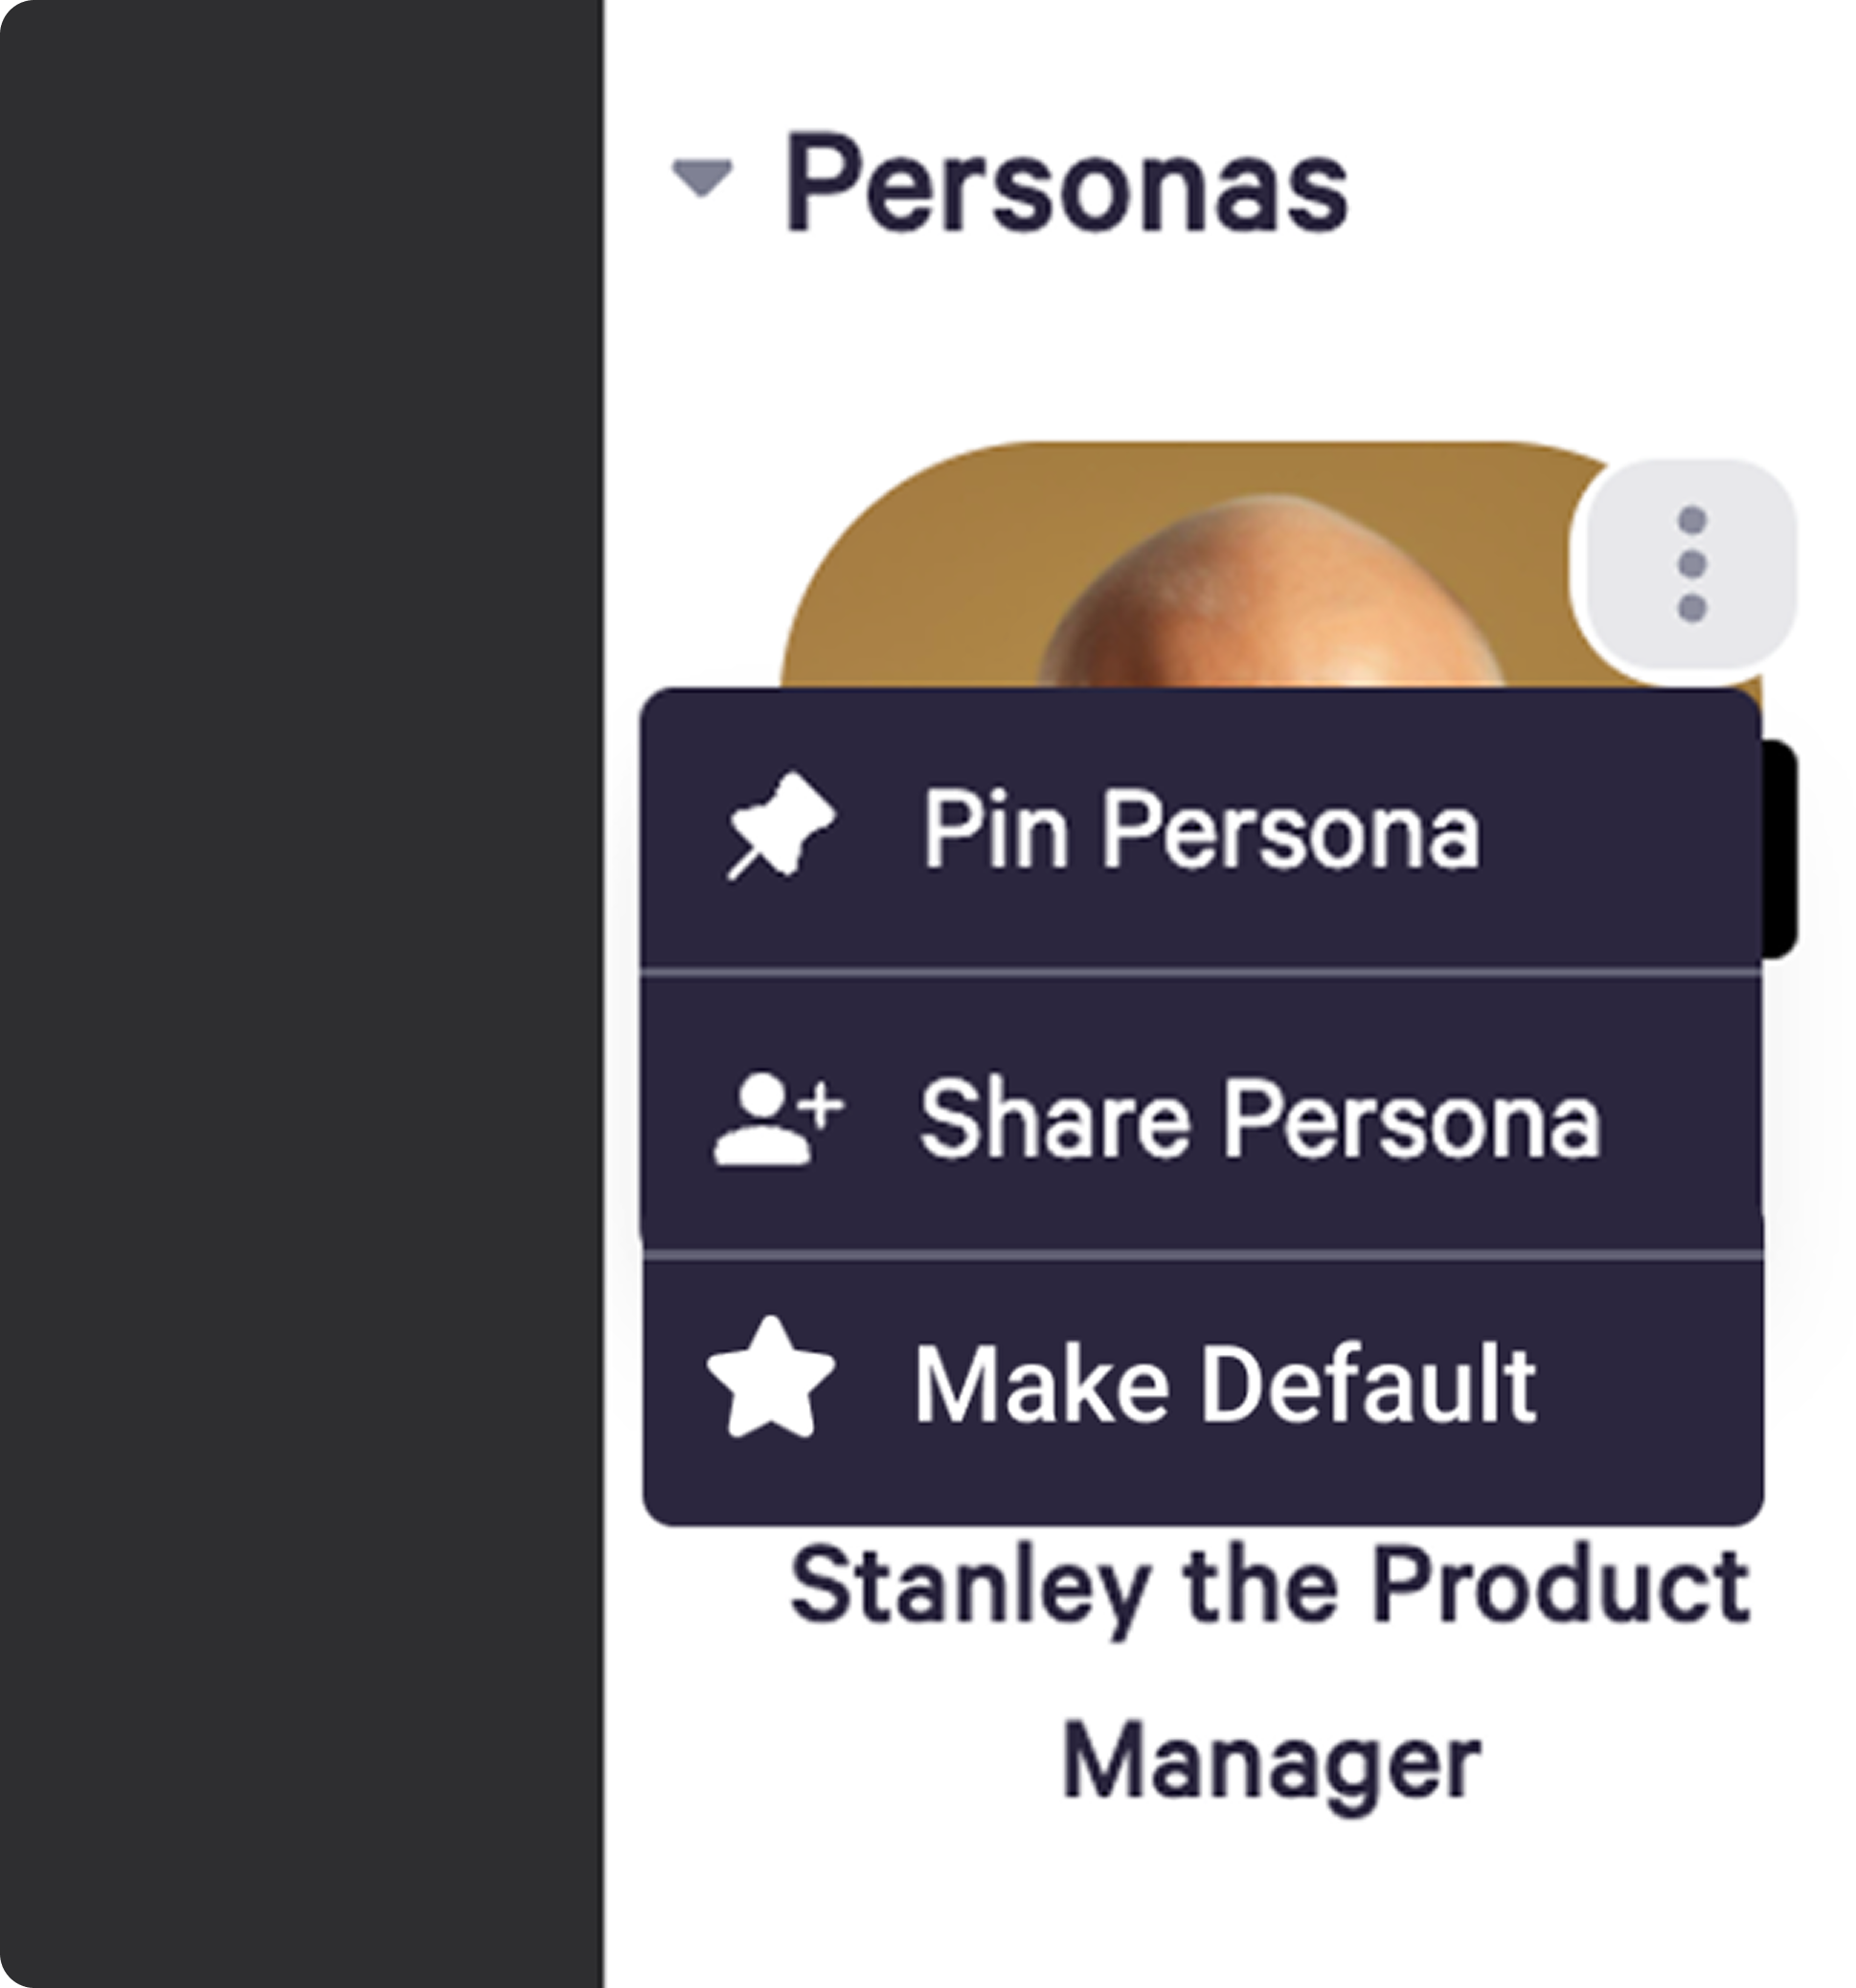 Personas
Pin Persona
Share Persona
Make Default
Stanley the Product
Manager